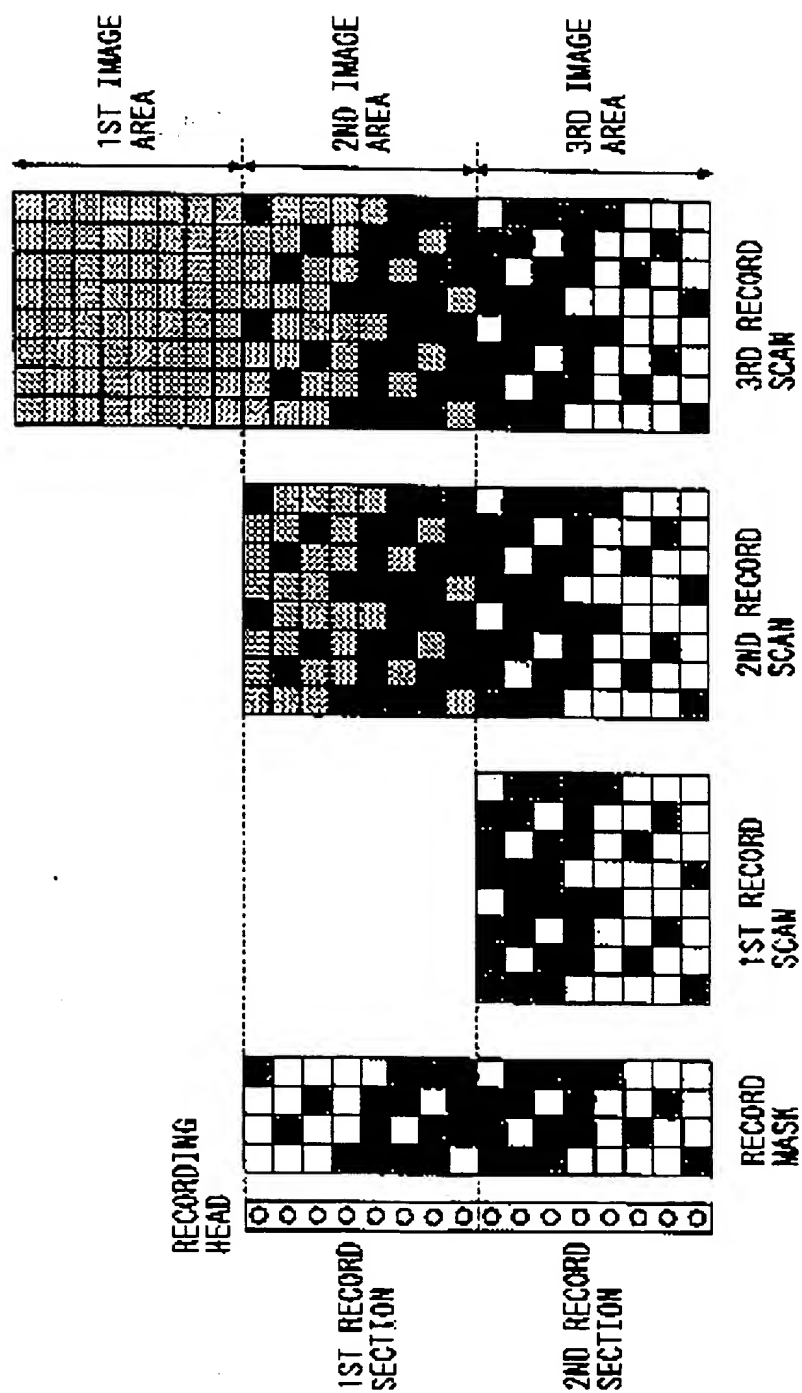 1ST IMAGE
AREA
2ND IMAGE
AREA
3RD IMAGE
AREA
RECORDING
HEAD
1ST RECORD
SECTION
2ND RECORD
SECTION
RECORD
MASK
1ST RECORD
SCAN
2ND RECORD
SCAN
3RD RECORD
SCAN